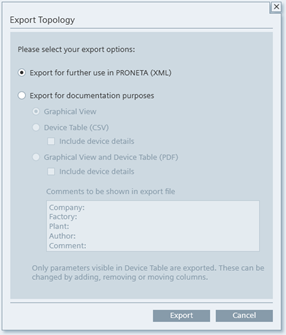 Export Topology
Please select your export options:
Export for further use in PRONETA (XML)
Export for documentation purposes
Graphical View
Device Table (CSV)
Include device details
Graphical View and Device Table (PDF)
Include device details
Comments to be shown in export file
Company:
Factory:
Plant:
Author:
Comment:
Only parameters visible in Device Table are exported. These can be
changed by adding, removing or moving columns.
Export
Cancel